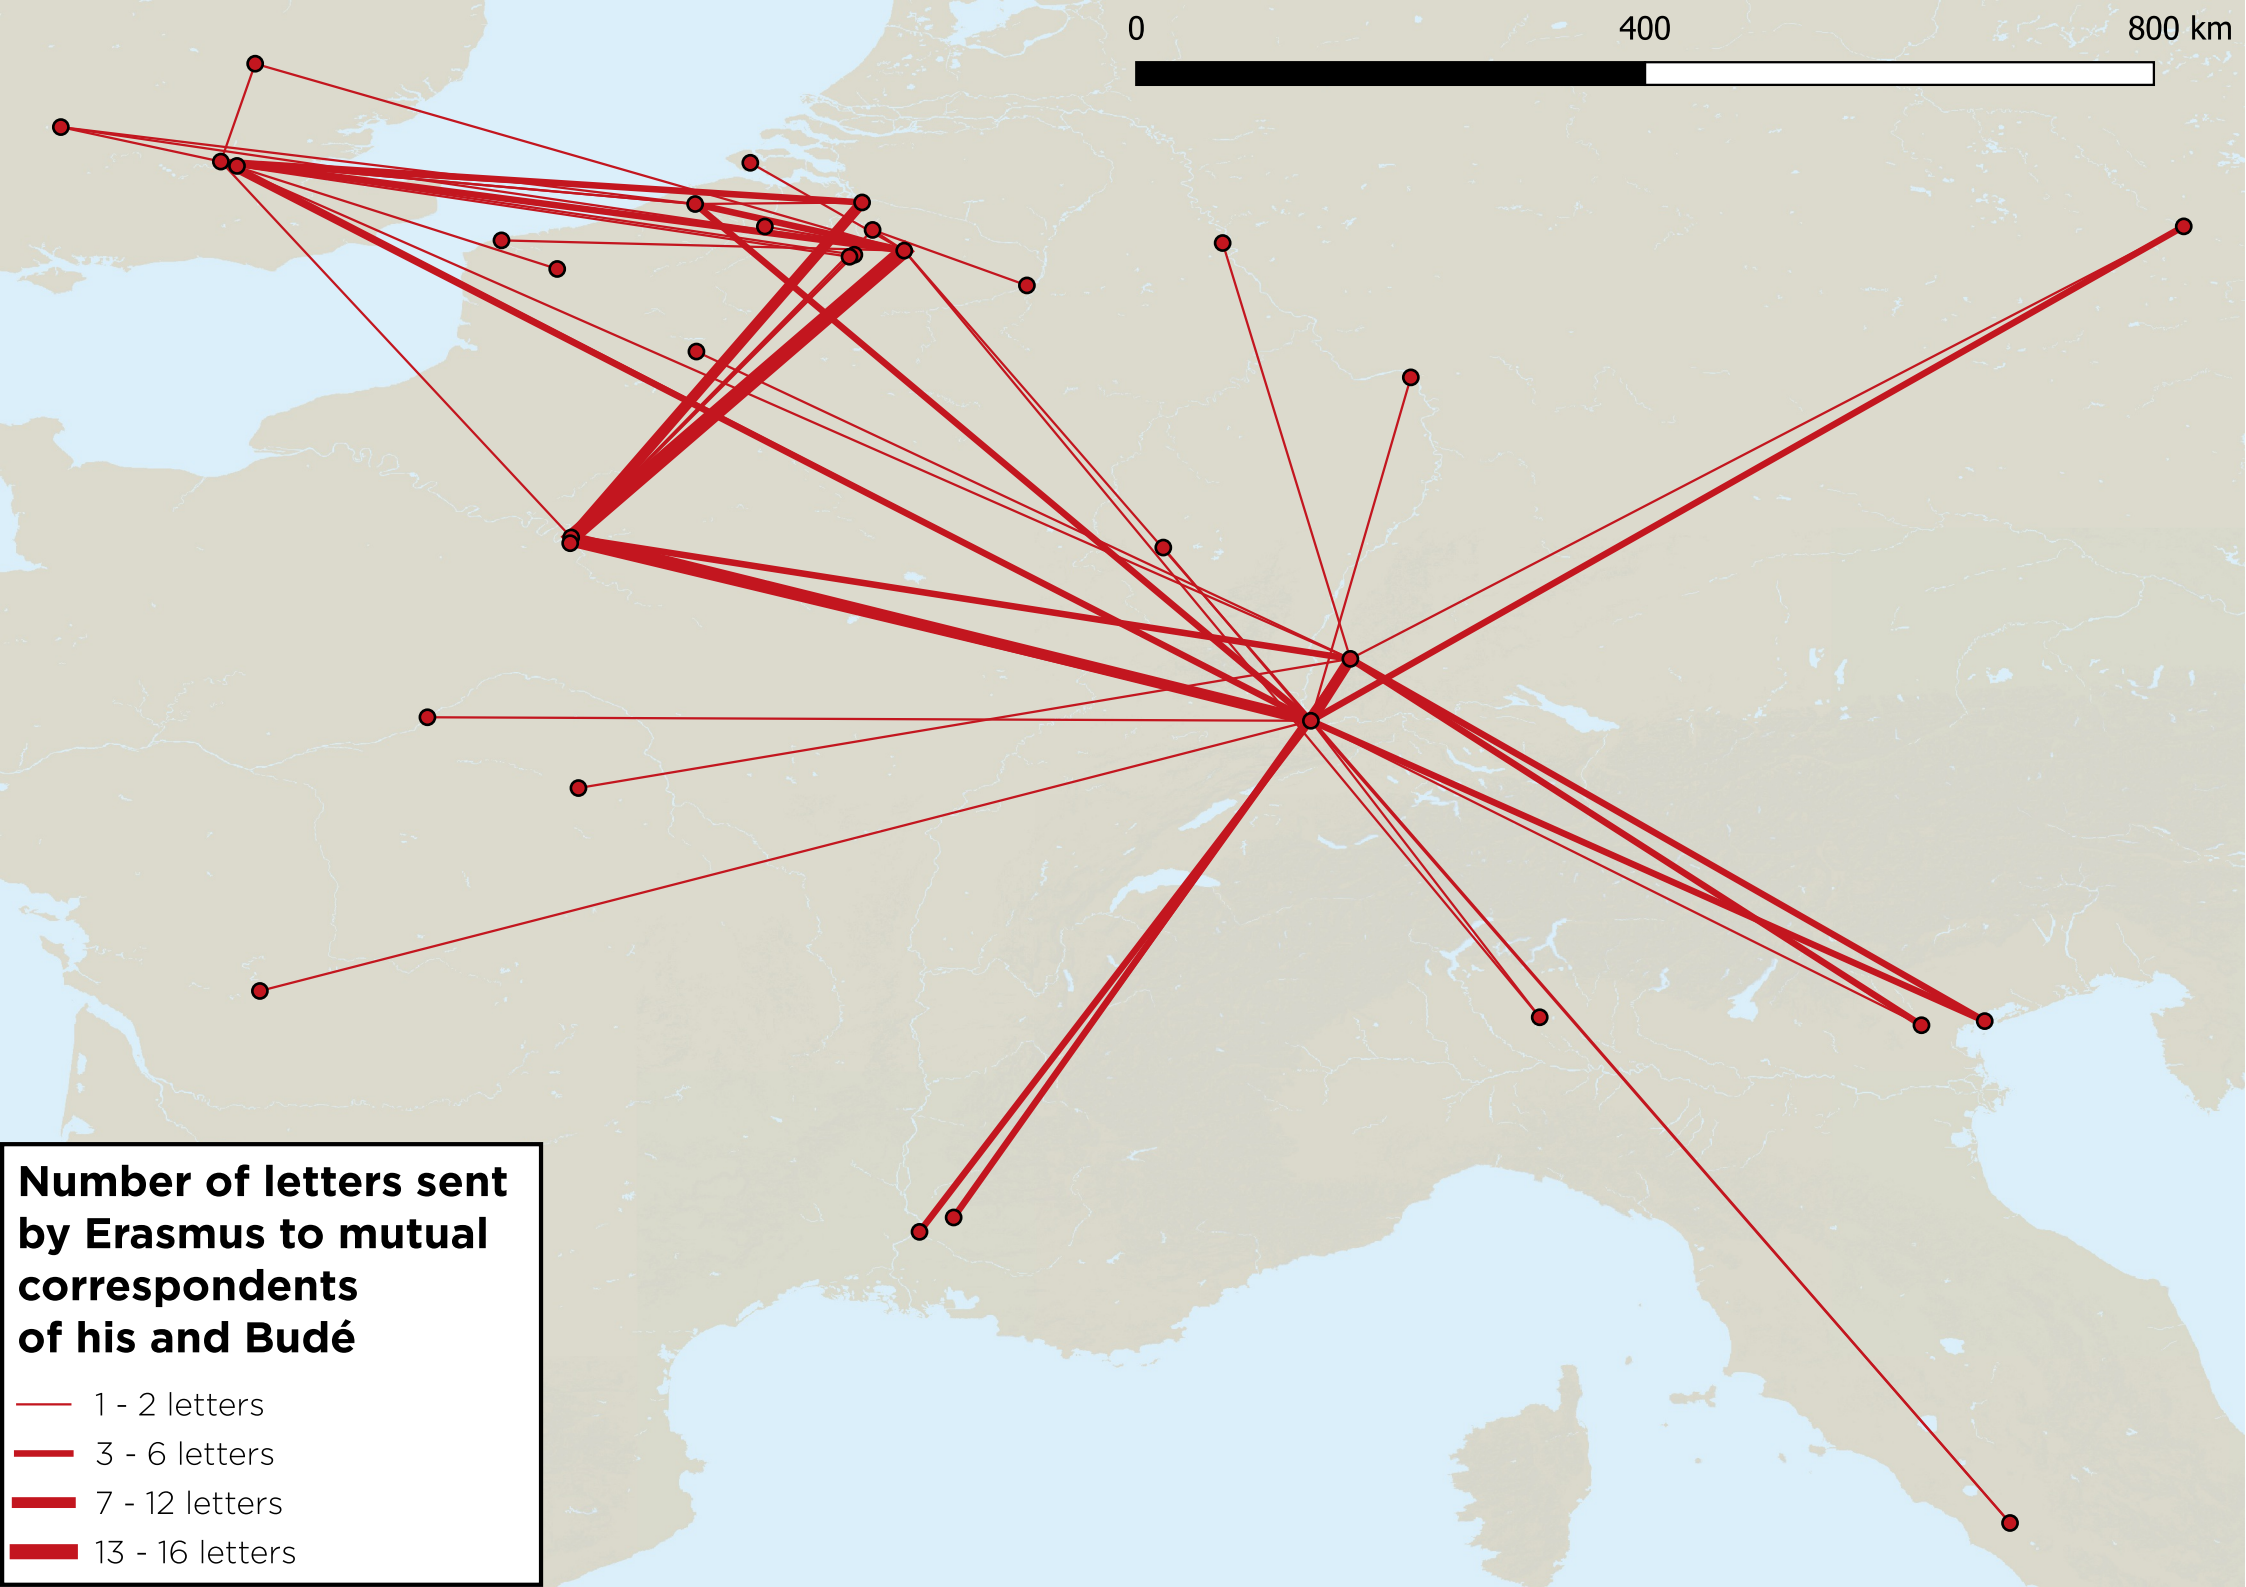 0 400 800 km
Number of letters sent
by Erasmus to mutual
correspondents
of his and Budé
1 - 2 letters
3 - 6 letters
7 - 12 letters
13 - 16 letters